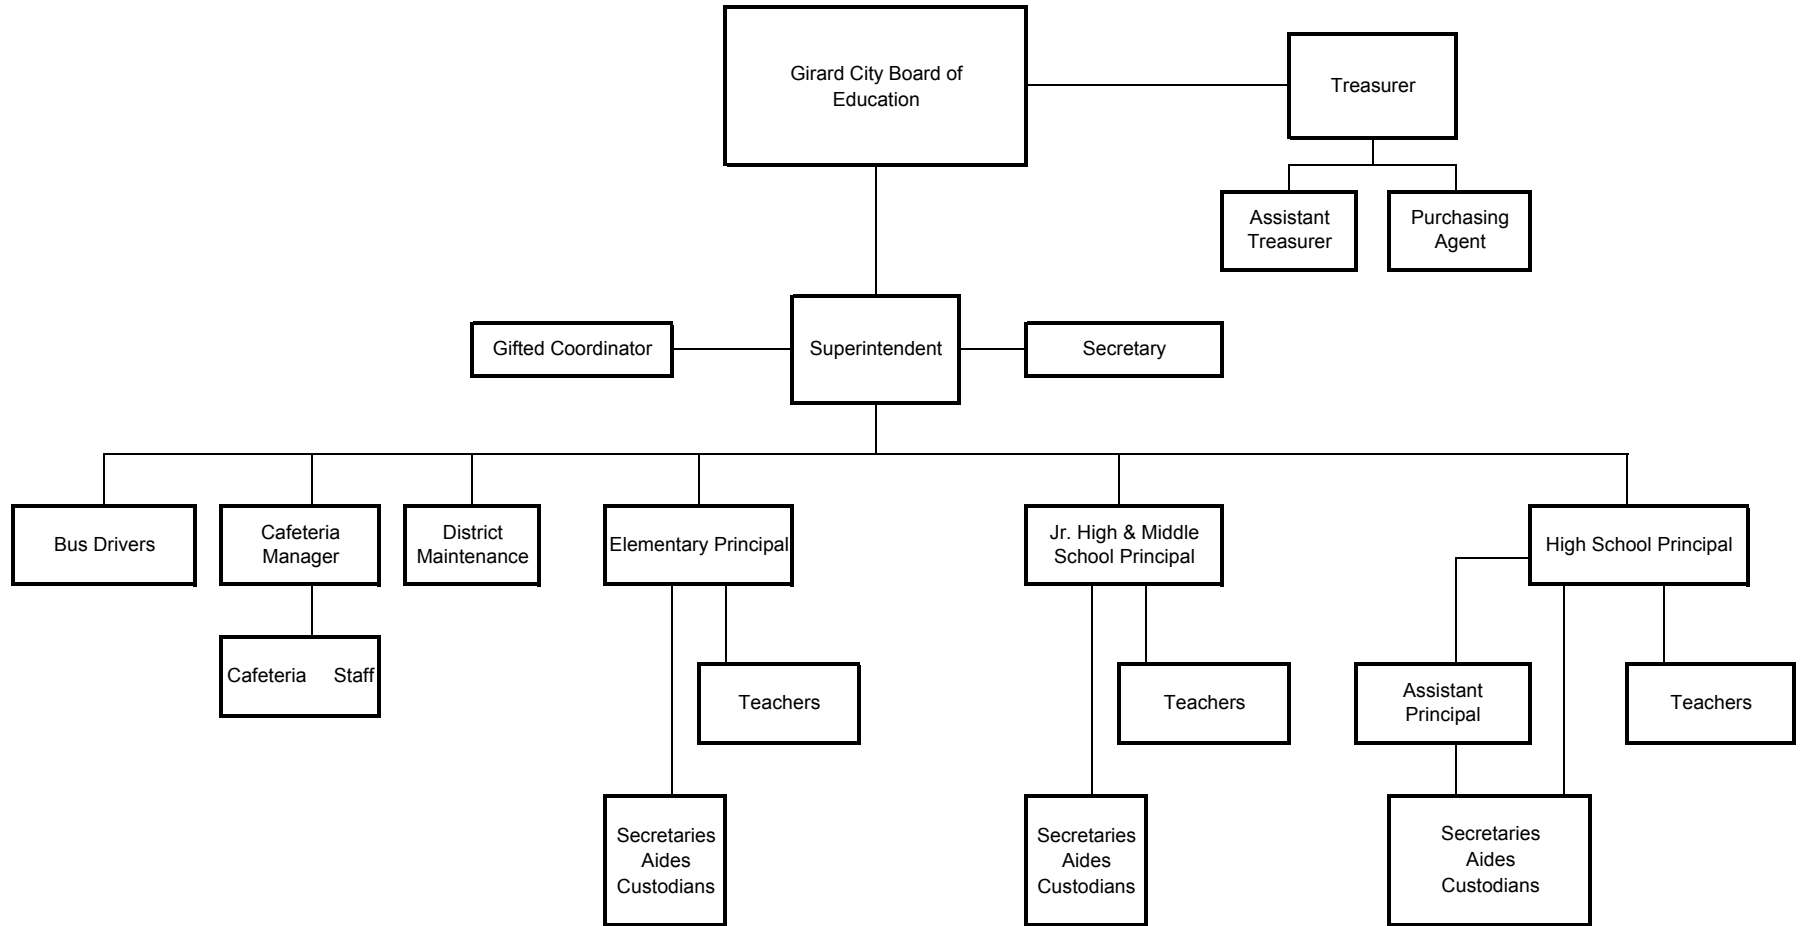 Girard City Board of
Education
Treasurer
Assistant
Treasurer
Purchasing
Agent
Gifted Coordinator
Superintendent
Secretary
Bus Drivers
Cafeteria
Manager
District
Maintenance
Elementary Principal
Jr. High & Middle
School Principal
High School Principal
Cafeteria Staff
Teachers
Teachers
Assistant
Principal
Teachers
Secretaries
Aides
Custodians
Secretaries
Aides
Custodians
Secretaries
Aides
Custodians